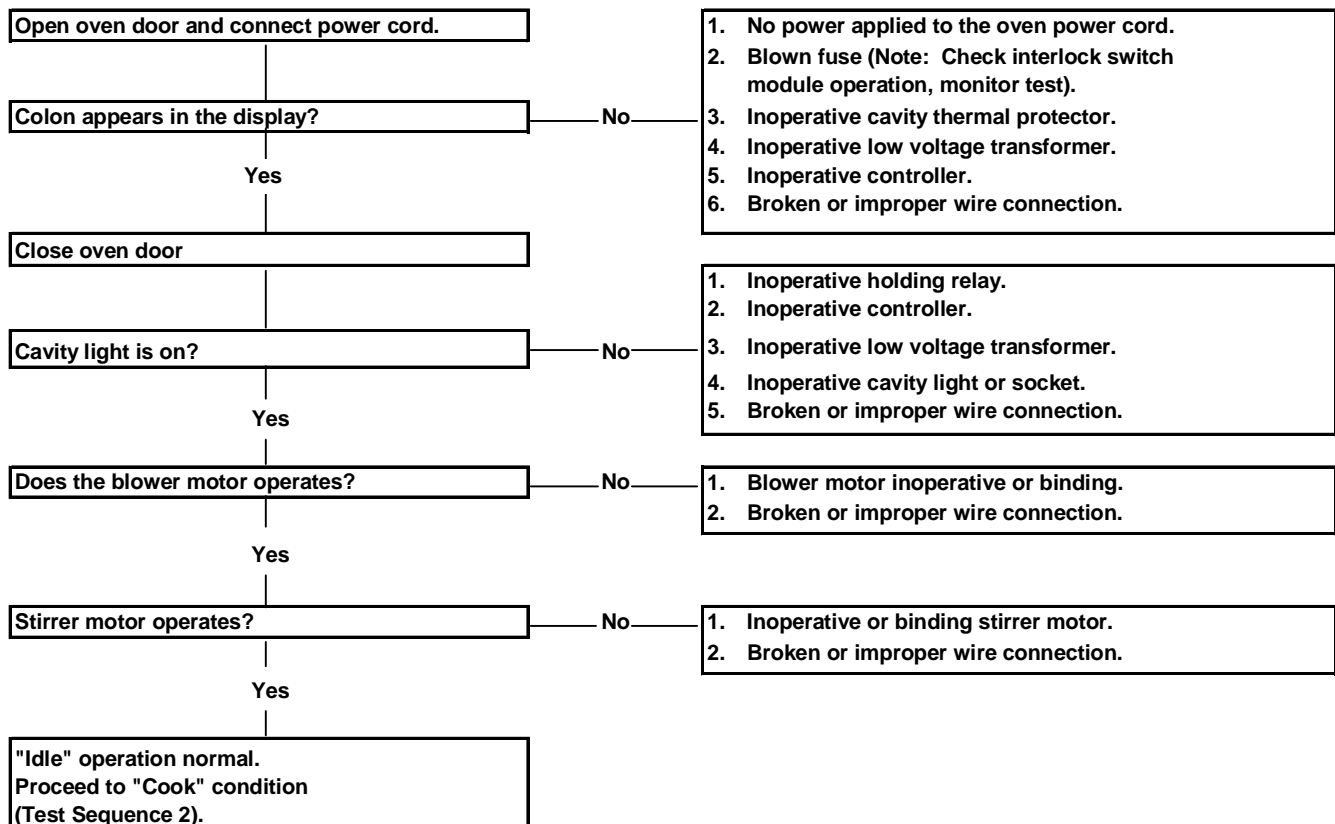 Open oven door and connect power cord.
1. No power applied to the oven power cord.
2. Blown fuse (Note: Check interlock switch
module operation, monitor test).
Colon appears in the display?
No
3. Inoperative cavity thermal protector.
4. Inoperative low voltage transformer.
5. Inoperative controller.
6. Broken or improper wire connection.
Yes
Close oven door
Cavity light is on?
No
1. Inoperative holding relay.
2. Inoperative controller.
3. Inoperative low voltage transformer.
4. Inoperative cavity light or socket.
5. Broken or improper wire connection.
Yes
Does the blower motor operates?
No
1. Blower motor inoperative or binding.
2. Broken or improper wire connection.
Yes
Stirrer motor operates?
No
1. Inoperative or binding stirrer motor.
2. Broken or improper wire connection.
Yes
"Idle" operation normal.
Proceed to "Cook" condition
(Test Sequence 2).